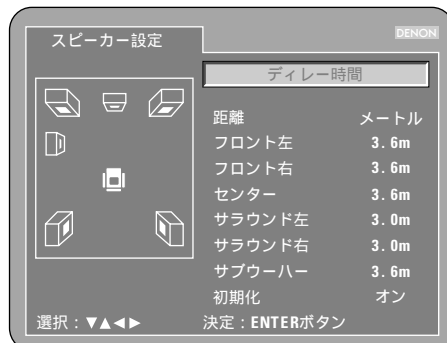 スピーカー設定
DENON
ディレー時間
距離 メートル
フロント左 3.6m
フロント右 3.6m
センター 3.6m
サラウンド左 3.0m
サラウンド右 3.0m
サブウーハー 3.6m
初期化 オン
選択：▼▲◀▶ 決定：ENTERボタン